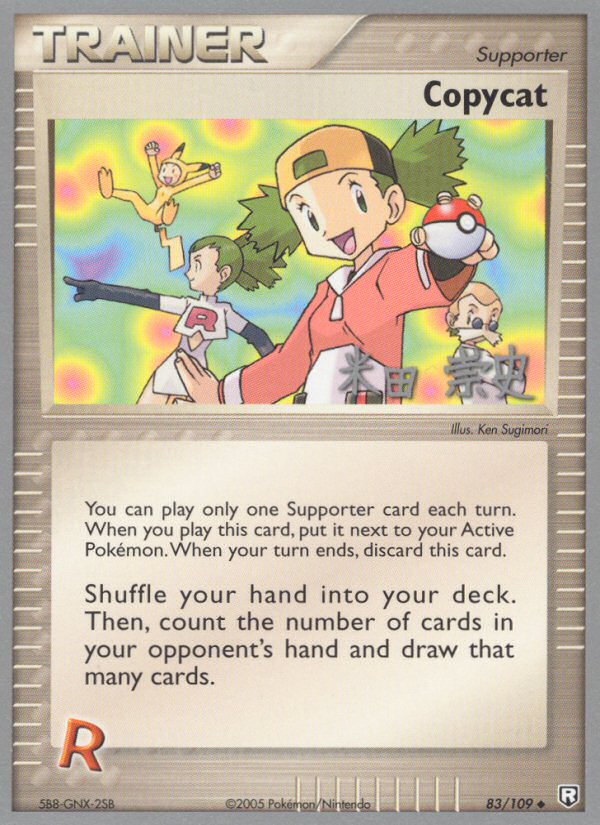 TRAINER
Supporter
Copycat
R
米田 崇史
Illus. Ken Sugimori
You can play only one Supporter card each turn.
When you play this card, put it next to your Active
Pokémon. When your turn ends, discard this card.
Shuffle your hand into your deck.
Then, count the number of cards in
your opponent's hand and draw that
many cards.
R
5B8-GNX-2SB
©2005 Pokémon/Nintendo
83/109
R